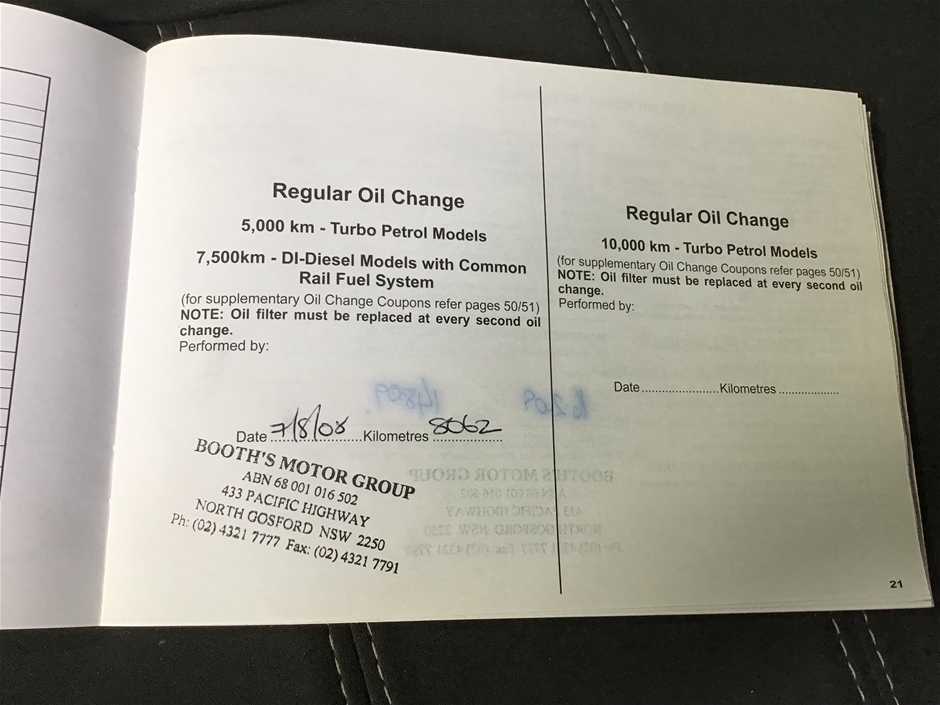 Regular Oil Change
5,000 km - Turbo Petrol Models
7,500km - DI-Diesel Models with Common
Rail Fuel System
(for supplementary Oil Change Coupons refer pages 50/51)
NOTE: Oil filter must be replaced at every second oil
change.
Performed by:
Date 7/8/08 Kilometres 8062
BOOTH'S MOTOR GROUP
ABN 68 001 016 502
433 PACIFIC HIGHWAY
NORTH GOSFORD NSW 2250
Ph: (02) 4321 7777 Fax: (02) 4321 7791
Regular Oil Change
10,000 km - Turbo Petrol Models
(for supplementary Oil Change Coupons refer pages 50/51)
NOTE: Oil filter must be replaced at every second oil
change.
Performed by:
Date.......................Kilometres ..................
21